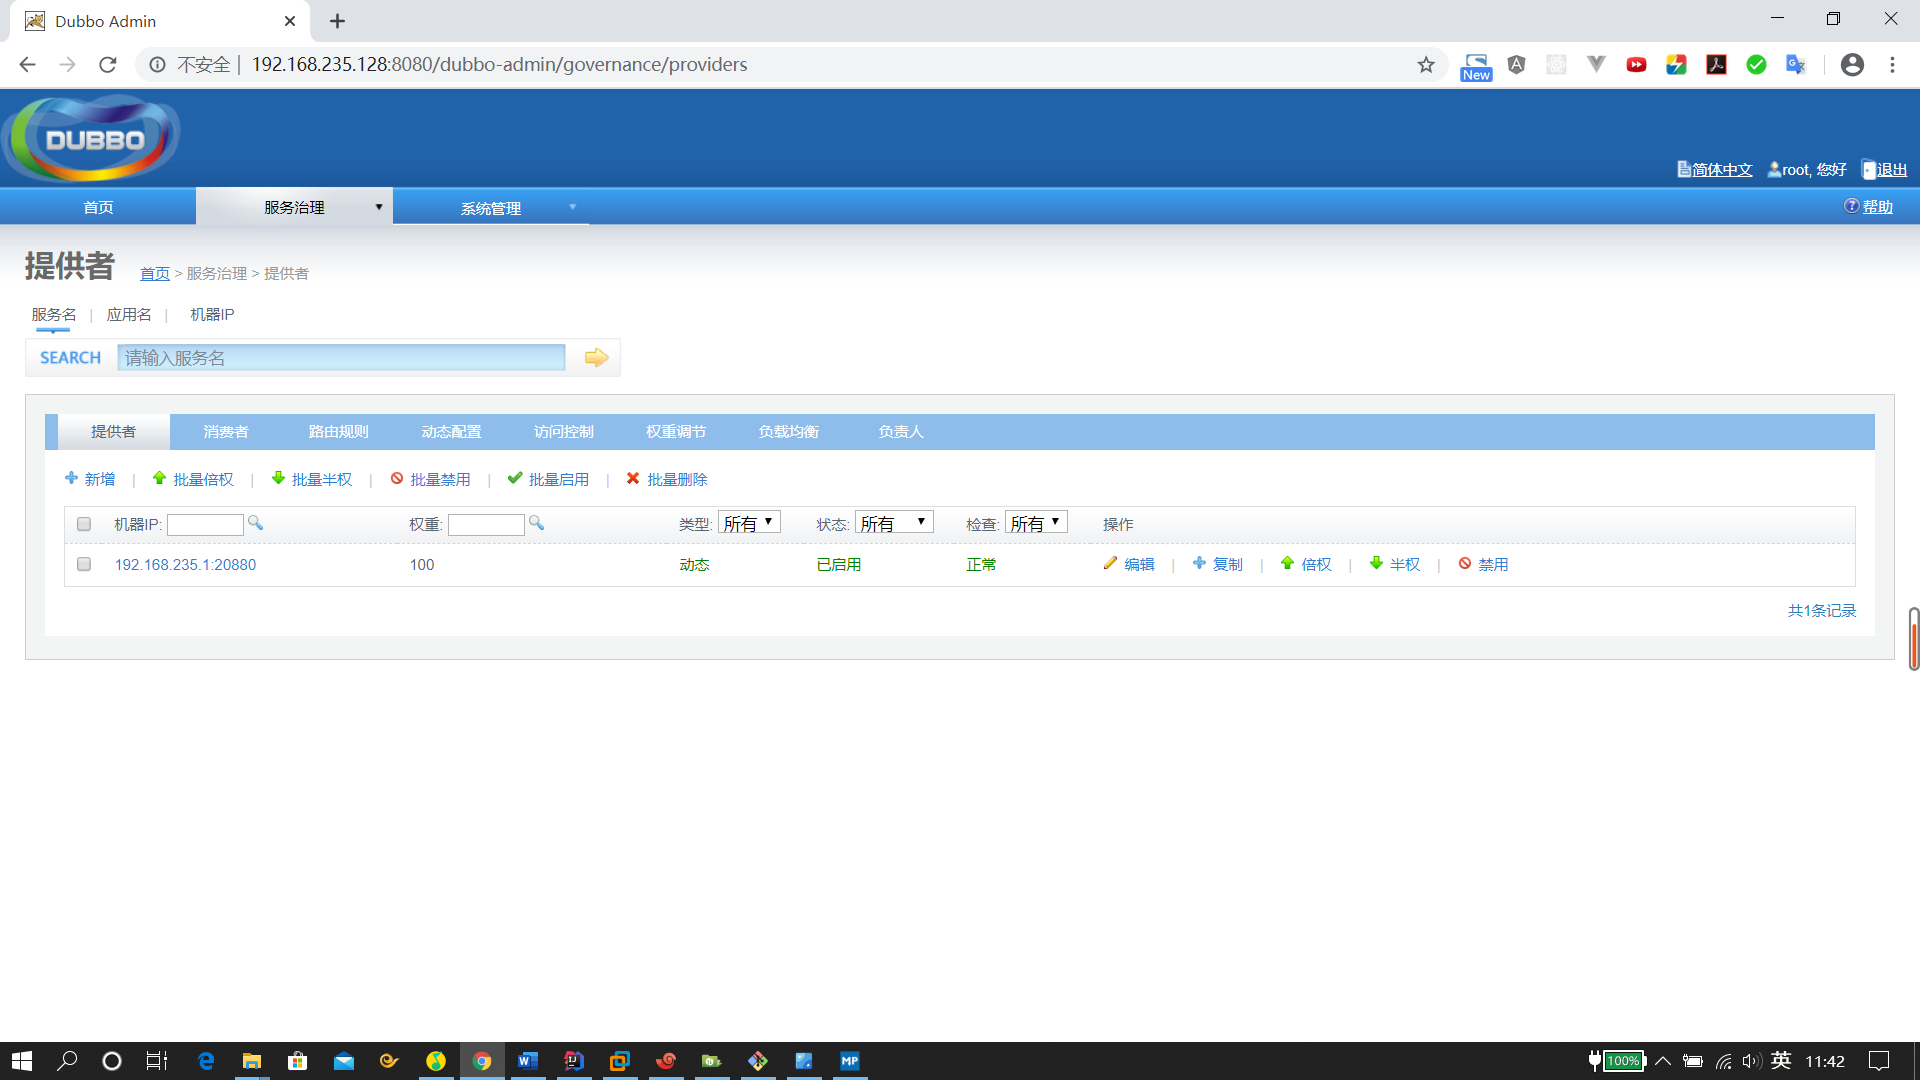 Dubbo Admin
不安全 | 192.168.235.128:8080/dubbo-admin/governance/providers
New
DUBBO
简体中文 root, 您好 退出
首页 服务治理 系统管理 帮助
提供者 首页 > 服务治理 > 提供者
服务名 | 应用名 | 机器IP
SEARCH 请输入服务名
提供者 消费者 路由规则 动态配置 访问控制 权重调节 负载均衡 负责人
新增 | 批量倍权 | 批量半权 | 批量禁用 | 批量启用 | 批量删除
机器IP: 权重: 类型: 所有 状态: 所有 检查: 所有 操作
192.168.235.1:20880 100 动态 已启用 正常 编辑 | 复制 | 倍权 | 半权 | 禁用
共1条记录
MP 100% 英 11:42